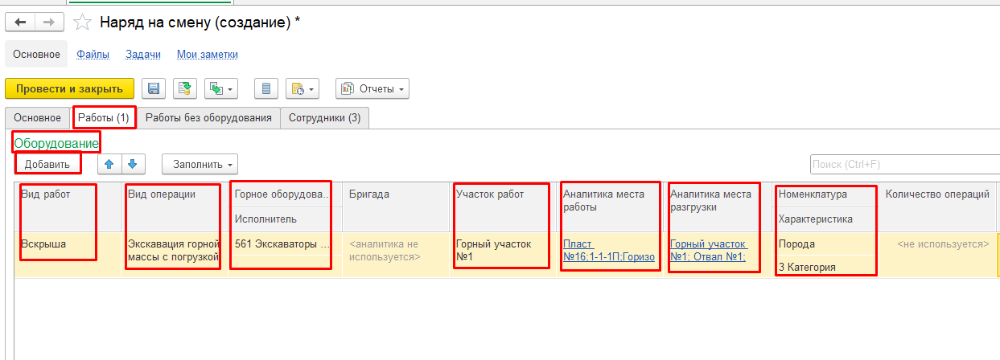 Наряд на смену (создание) *
Основное Файлы Задачи Мои заметки
Провести и закрыть Отчеты
Основное Работы (1) Работы без оборудования Сотрудники (3)
Оборудование
Добавить Заполнить Поиск (Ctrl+F)
Вид работ Вид операции Горное оборудова... Бригада Участок работ Аналитика места работы Аналитика места разгрузки Номенклатура Количество операций
Исполнитель Характеристика
Вскрыша Экскавация горной 561 Экскаваторы ... <аналитика не Горный участок Пласт Горный участок Порода <не используется>
массы с погрузкой используется> №1 №16;1-1-1П;Горизо №1; Отвал №1;
3 Категория